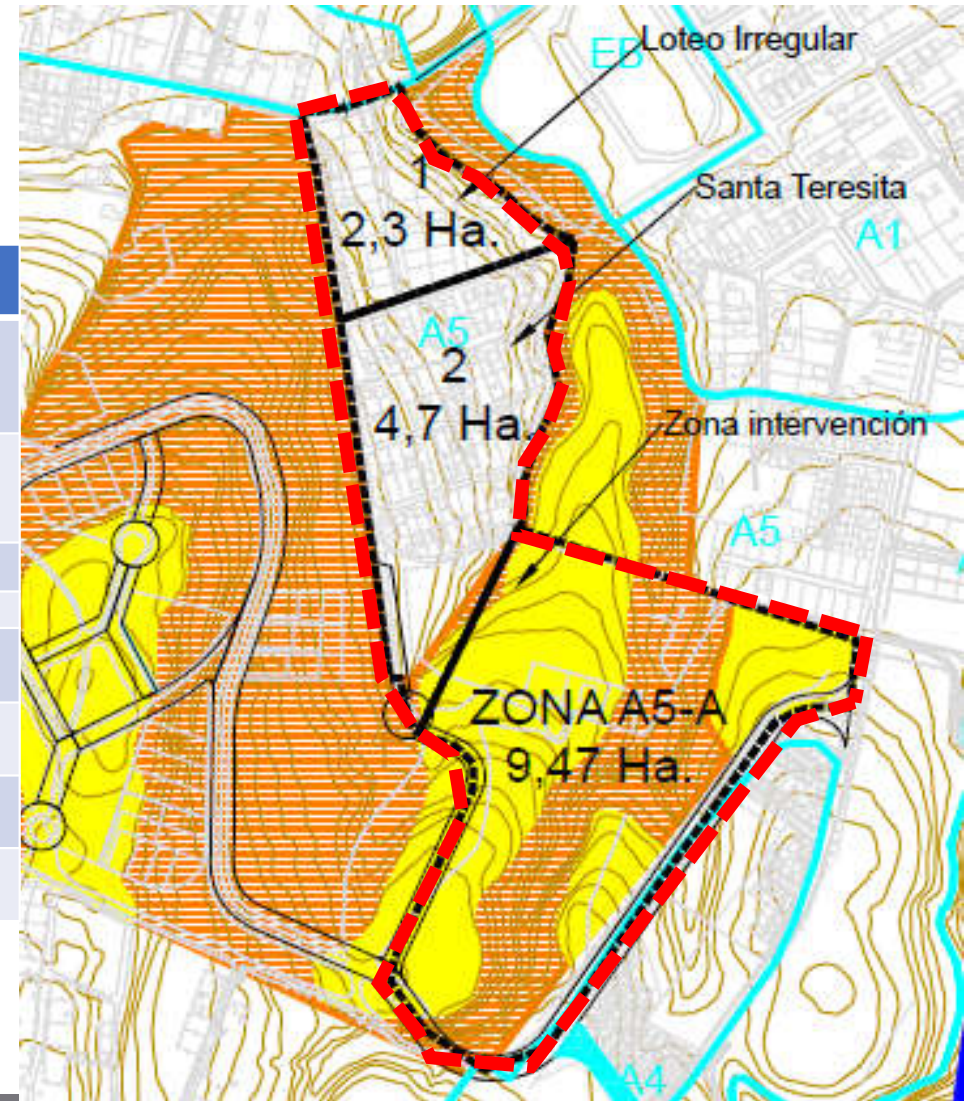 Loteo Irregular
EB
1
2,3 Ha.
Santa Teresita
A1
A5
2
4,7 Ha.
Zona intervención
A5
ZONA A5-A
9,47 Ha.
A4